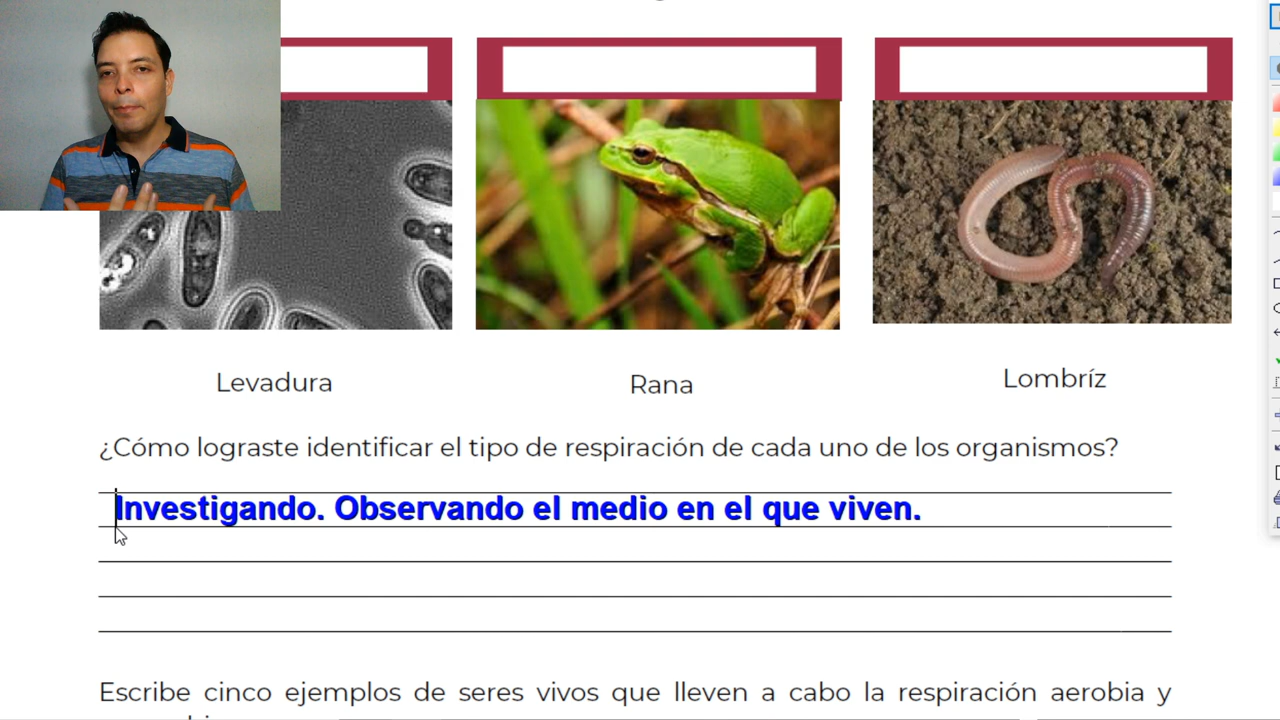 Levadura
Rana
Lombríz
¿Cómo lograste identificar el tipo de respiración de cada uno de los organismos?
Investigando. Observando el medio en el que viven.
Escribe cinco ejemplos de seres vivos que lleven a cabo la respiración aerobia y